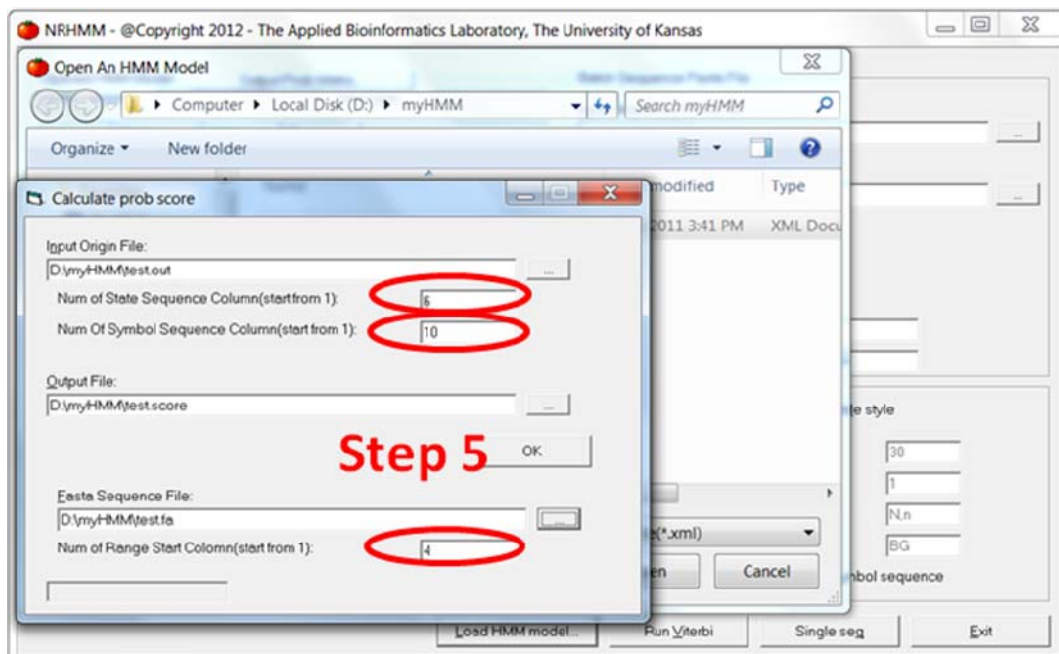 NRHMM - @Copyright 2012 - The Applied Bioinformatics Laboratory, The University of Kansas
Open An HMM Model
Computer Local Disk (D:) myHMM
Search myHMM
Organize New folder
modified Type
2011 3:41 PM XML Docu
Calculate prob score
Input Origin File:
D:\myHMM\test.out
...
Num of State Sequence Column(startfrom 1):
6
Num Of Symbol Sequence Column(start from 1):
10
Output File:
D:\myHMM\test.score
...
Step 5
OK
Fasta Sequence File:
D:\myHMM\test.fa
...
Num of Range Start Colomn(start from 1):
4
...
...
le style
30
1
N,n
BG
mbol sequence
e(*.xml)
en
Cancel
Load HMM model...
Run Viterbi
Single seq
Exit